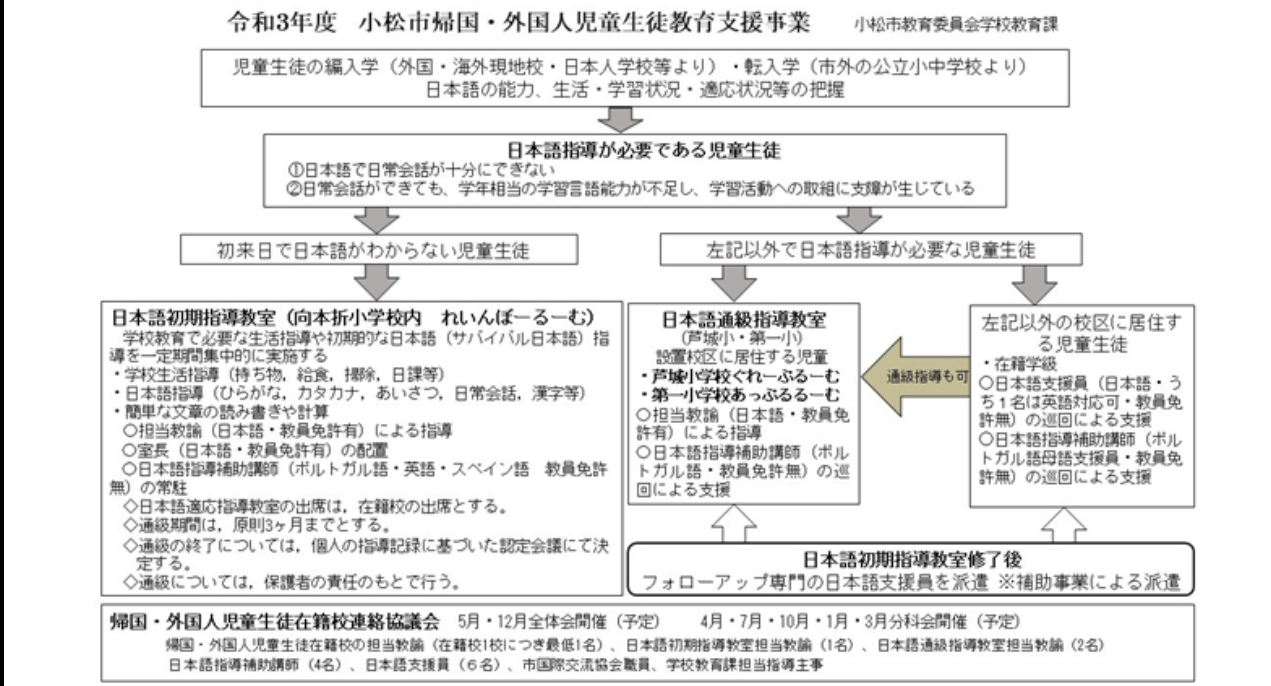 令和3年度　小松市帰国・外国人児童生徒教育支援事業　　小松市教育委員会学校教育課
児童生徒の編入学（外国・海外現地校・日本人学校等より）・転入学（市外の公立小中学校より）
日本語の能力、生活・学習状況・適応状況等の把握
日本語指導が必要である児童生徒
①日本語で日常会話が十分にできない
②日常会話ができても、学年相当の学習言語能力が不足し、学習活動への取組に支障が生じている
初来日で日本語がわからない児童生徒
左記以外で日本語指導が必要な児童生徒
日本語初期指導教室（向本折小学校内　れいんぼーるーむ）
学校教育で必要な生活指導や初期的な日本語（サバイバル日本語）指
導を一定期間集中的に実施する
・学校生活指導（持ち物，給食，掃除，日課等）
・日本語指導（ひらがな，カタカナ，あいさつ，日常会話，漢字等）
・簡単な文章の読み書きや計算
○担当教諭（日本語・教員免許有）による指導
○室長（日本語・教員免許有）の配置
○日本語指導補助講師（ポルトガル語・英語・スペイン語　教員免許
無）の常駐
◇日本語適応指導教室の出席は，在籍校の出席とする。
◇通級期間は，原則3ヶ月までとする。
◇通級の終了については，個人の指導記録に基づいた認定会議にて決
定する。
◇通級については，保護者の責任のもとで行う。
日本語通級指導教室
（芦城小・第一小）
設置校区に居住する児童
・芦城小学校ぐれーぷるーむ
・第一小学校あっぷるるーむ
○担当教諭（日本語・教員免
許有）による指導
○日本語指導補助講師（ポル
トガル語・教員免許無）の巡
回による支援
通級指導も可
左記以外の校区に居住す
る児童生徒
・在籍学級
○日本語支援員（日本語・う
ち１名は英語対応可・教員免
許無）の巡回による支援
○日本語指導補助講師（ポル
トガル語母語支援員・教員免
許無）の巡回による支援
日本語初期指導教室修了後
フォローアップ専門の日本語支援員を派遣 ※補助事業による派遣
帰国・外国人児童生徒在籍校連絡協議会　5月・12月全体会開催（予定）　　4月・7月・10月・1月・3月分科会開催（予定）
帰国・外国人児童生徒在籍校の担当教諭（在籍校1校につき最低1名）、日本語初期指導教室担当教諭（1名）、日本語通級指導教室担当教諭（2名）
日本語指導補助講師（4名）、日本語支援員（６名）、市国際交流協会職員、学校教育課担当指導主事